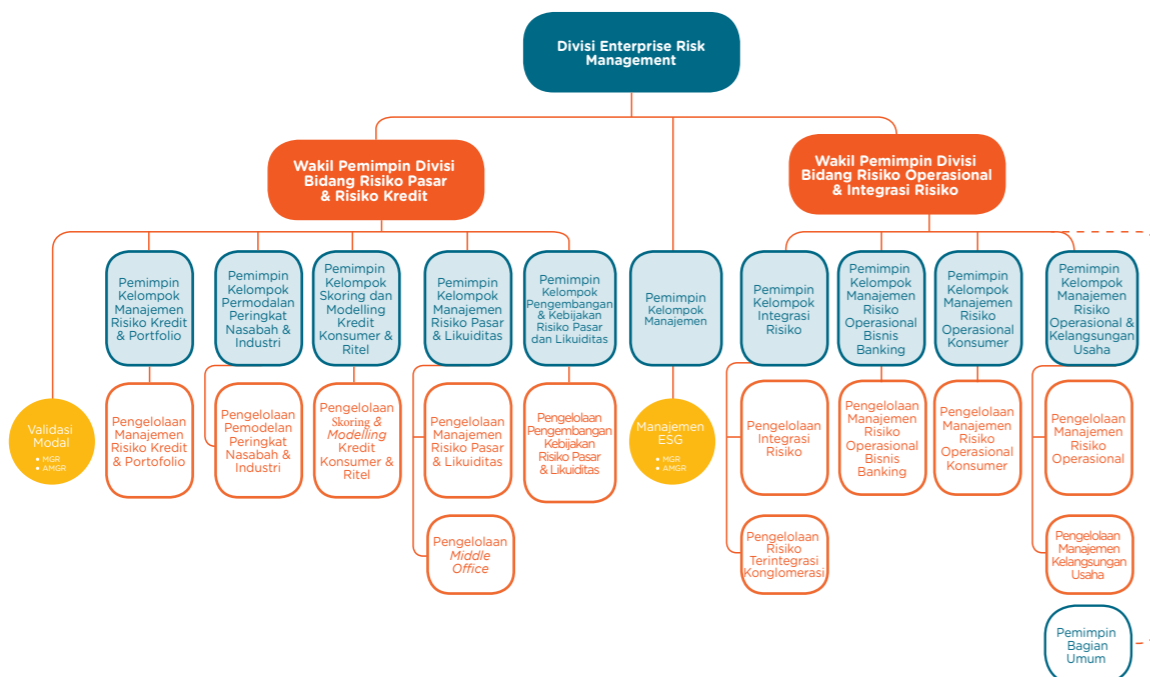 Divisi Enterprise Risk
Management
Wakil Pemimpin Divisi
Bidang Risiko Pasar
& Risiko Kredit
Wakil Pemimpin Divisi
Bidang Risiko Operasional
& Integrasi Risiko
Pemimpin
Kelompok
Manajemen
Risiko Kredit
& Portfolio
Pemimpin
Kelompok
Permodalan
Peringkat
Nasabah &
Industri
Pemimpin
Kelompok
Skoring dan
Modelling
Kredit
Konsumer &
Ritel
Pemimpin
Kelompok
Manajemen
Risiko Pasar &
Likuiditas
Pemimpin
Kelompok
Pengembangan
& Kebijakan
Risiko Pasar
dan Likuiditas
Pemimpin
Kelompok
Manajemen
Pemimpin
Kelompok
Integrasi
Risiko
Pemimpin
Kelompok
Manajemen
Risiko
Operasional
Bisnis
Banking
Pemimpin
Kelompok
Manajemen
Risiko
Operasional
Konsumer
Pemimpin
Kelompok
Manajemen
Risiko
Operasional &
Kelangsungan
Usaha
Validasi
Modal
• MGR
• AMGR
Pengelolaan
Manajemen
Risiko Kredit
& Portofolio
Pengelolaan
Pemodelan
Peringkat
Nasabah &
Industri
Pengelolaan
Skoring &
Modelling
Kredit
Konsumer &
Ritel
Pengelolaan
Manajemen
Risiko Pasar
& Likuiditas
Pengelolaan
Pengembangan
Kebijakan
Risiko Pasar
& Likuiditas
Manajemen
ESG
• MGR
• AMGR
Pengelolaan
Integrasi
Risiko
Pengelolaan
Manajemen
Risiko
Operasional
Bisnis
Banking
Pengelolaan
Manajemen
Risiko
Operasional
Konsumer
Pengelolaan
Manajemen
Risiko
Operasional
Pengelolaan
Middle
Office
Pengelolaan
Risiko
Terintegrasi
Konglomerasi
Pengelolaan
Manajemen
Kelangsungan
Usaha
Pemimpin
Bagian
Umum